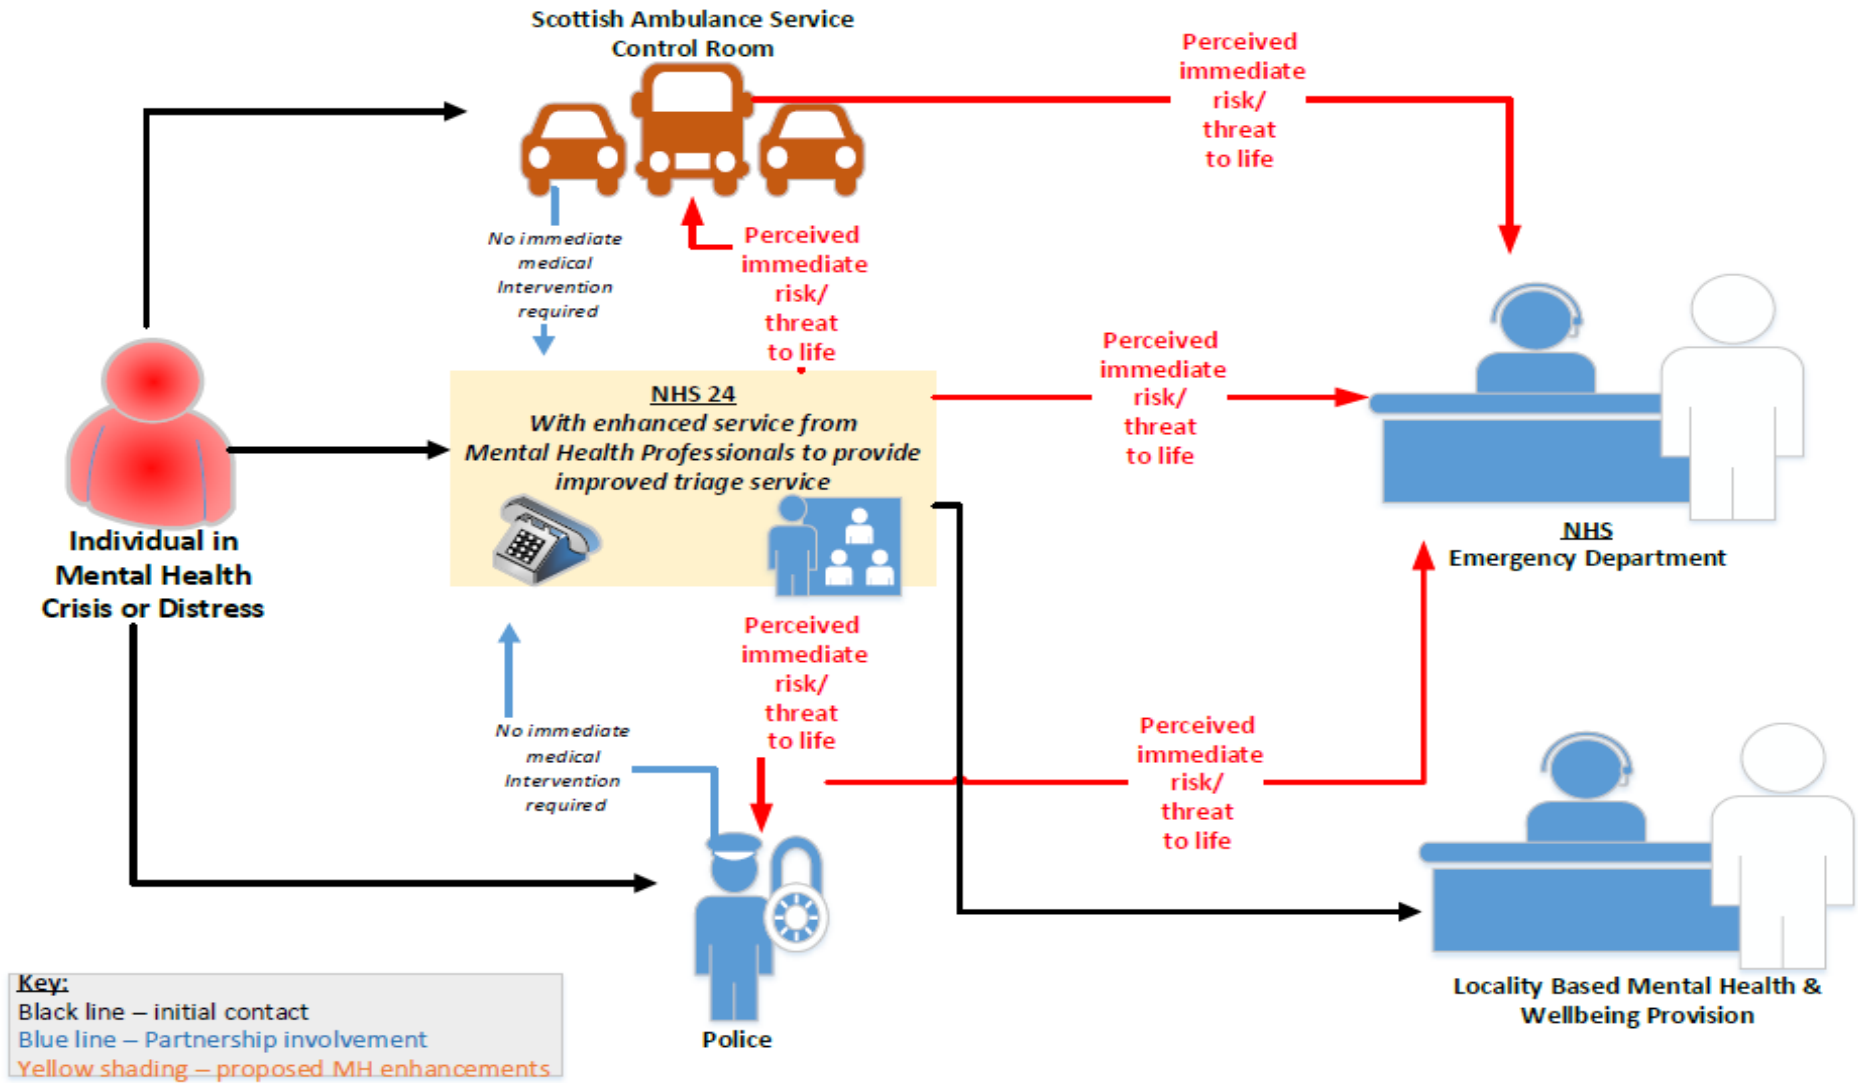 Scottish Ambulance Service
Control Room
Perceived
immediate
risk/
threat
to life
No immediate
medical
Intervention
required
Perceived
immediate
risk/
threat
to life
Perceived
immediate
risk/
threat
to life
NHS 24
With enhanced service from
Mental Health Professionals to provide
improved triage service
Individual in
Mental Health
Crisis or Distress
NHS
Emergency Department
Perceived
immediate
risk/
threat
to life
No immediate
medical
Intervention
required
Perceived
immediate
risk/
threat
to life
Police
Locality Based Mental Health &
Wellbeing Provision
Key:
Black line – initial contact
Blue line – Partnership involvement
Yellow shading – proposed MH enhancements